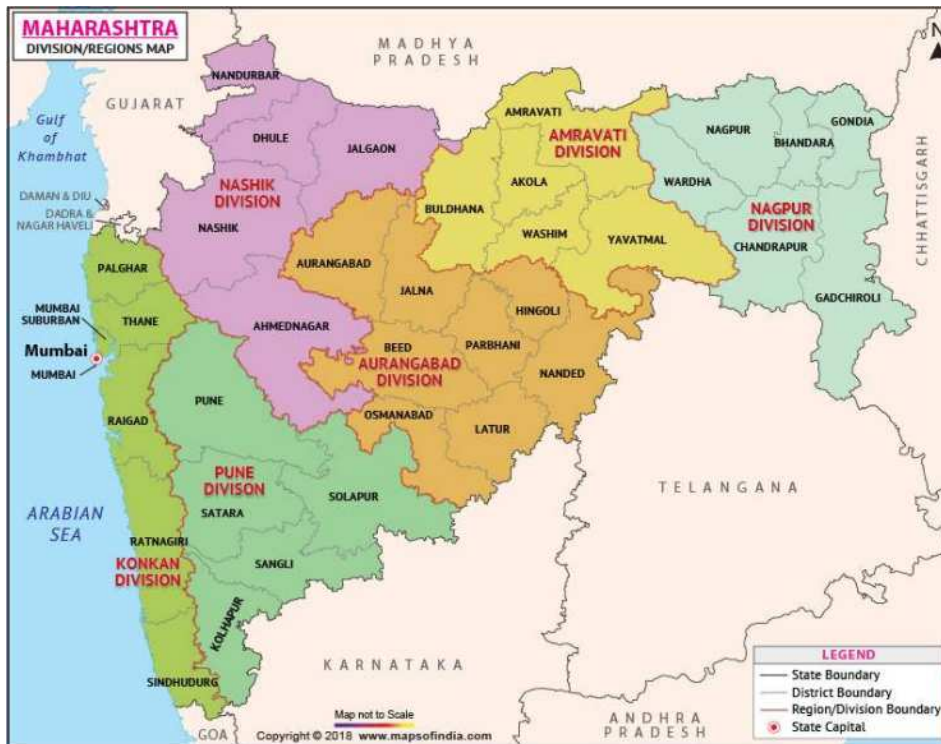 MAHARASHTRA
DIVISION/REGIONS MAP
N
MADHYA
PRADESH
GUJARAT
Gulf
of
Khambhat
DAMAN & DIU
DADRA &
NAGAR HAVELI
NANDURBAR
DHULE
JALGAON
NASHIK
DIVISION
NASHIK
AHMEDNAGAR
AMRAVATI
AMRAVATI
DIVISION
AKOLA
BULDHANA
WASHIM
YAVATMAL
NAGPUR
BHANDARA
GONDIA
WARDHA
NAGPUR
DIVISION
CHANDRAPUR
GADCHIROLI
CHHATTISGARH
AURANGABAD
JALNA
HINGOLI
PARBHANI
BEED
AURANGABAD
DIVISION
NANDED
OSMANABAD
LATUR
PALGHAR
THANE
MUMBAI
SUBURBAN
Mumbai
MUMBAI
RAIGAD
RATNAGIRI
KONKAN
DIVISION
SINDHUDURG
PUNE
PUNE
DIVISON
SATARA
SOLAPUR
SANGLI
KOLHAPUR
ARABIAN
SEA
TELANGANA
KARNATAKA
GOA
ANDHRA
PRADESH
LEGEND
State Boundary
District Boundary
Region/Division Boundary
State Capital
Map not to Scale
Copyright © 2018 www.mapsofindia.com